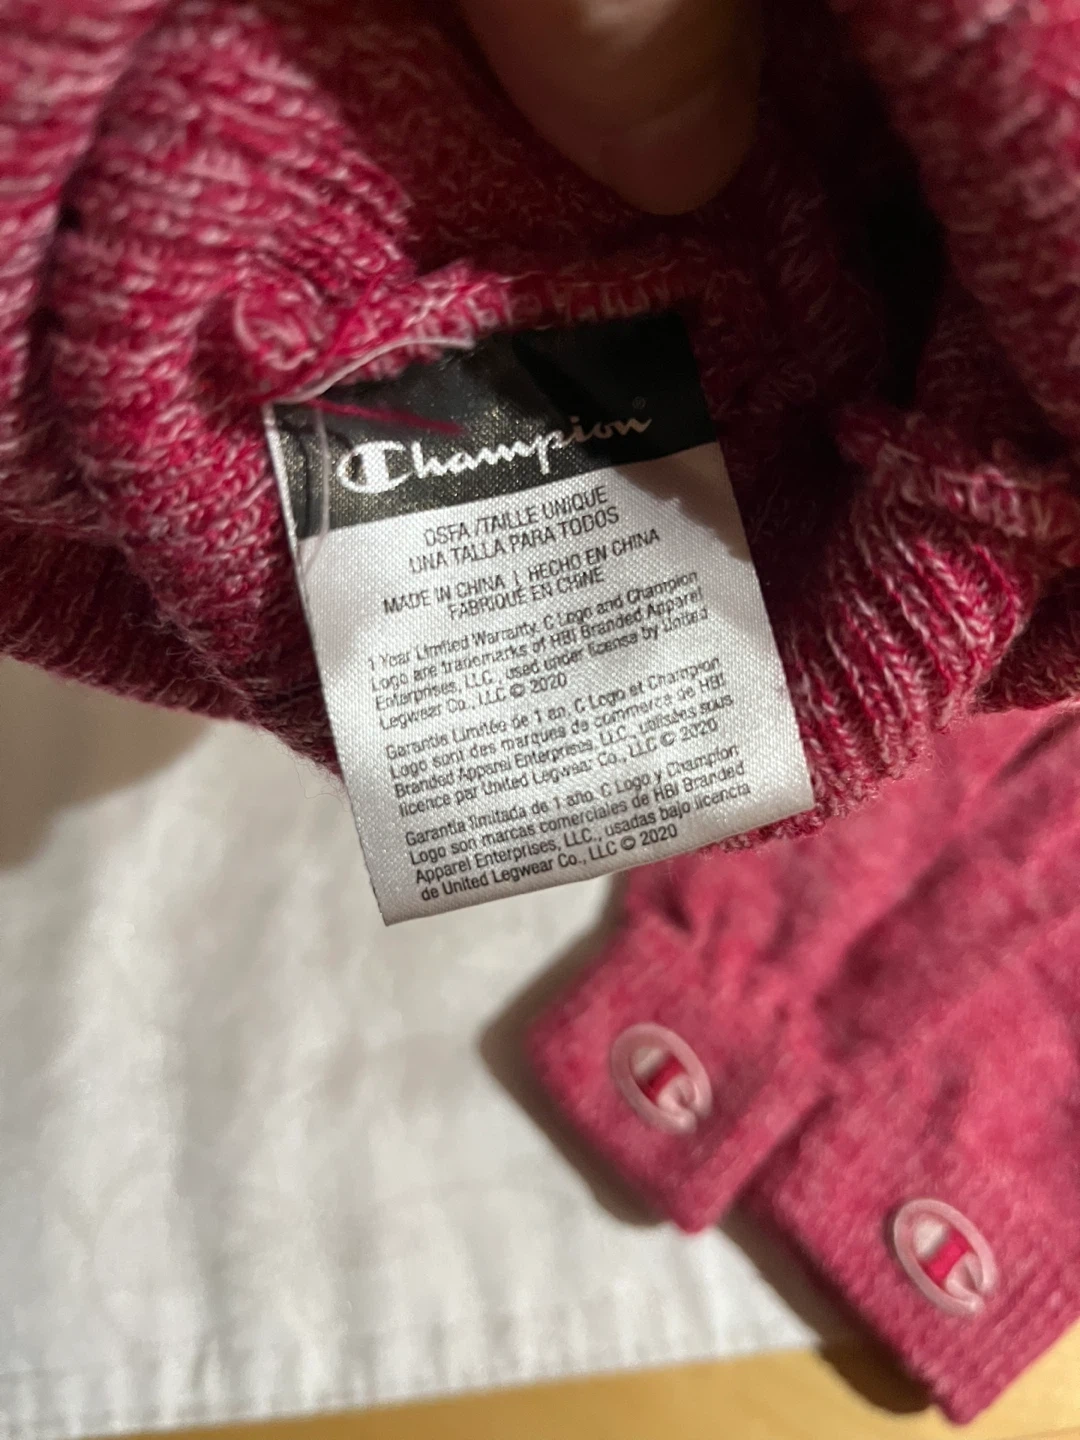 Champion®
OSFA / TAILLE UNIQUE
UNA TALLA PARA TODOS
MADE IN CHINA | HECHO EN CHINA
FABRIQUE EN CHINE
1 Year Limited Warranty. C Logo and Champion
Logo are trademarks of HBI Branded Apparel
Enterprises, LLC, used under licensa by United
Legwear Co., LLC © 2020
Garantie Limitée de 1 an. C Logo et Champion
Logo sont des marques de commerce de HBI
Branded Apparel Enterprises, LLC, utilisées sous
licence par United Legwear Co., LLC © 2020
Garantía limitada de 1 año. C Logo y Champion
Logo son marcas comerciales de HBI Branded
Apparel Enterprises, LLC., usadas bajo licencia
de United Legwear Co., LLC © 2020